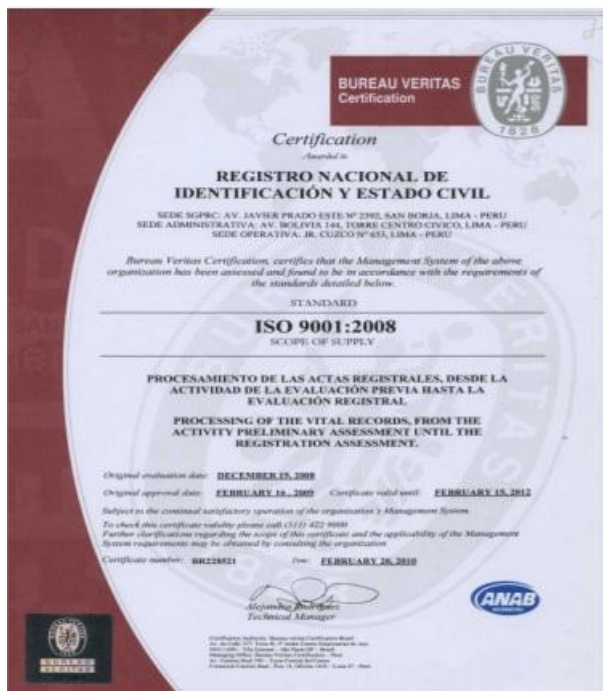 BUREAU VERITAS
Certification
BUREAU VERITAS
1828
Certification
Awarded to
REGISTRO NACIONAL DE
IDENTIFICACIÓN Y ESTADO CIVIL
SEDE SGPRC: AV. JAVIER PRADO ESTE Nº 2392, SAN BORJA, LIMA - PERU
SEDE ADMINISTRATIVA: AV. BOLIVIA 144, TORRE CENTRO CIVICO, LIMA - PERU
SEDE OPERATIVA: JR. CUZCO Nº 653, LIMA - PERU
Bureau Veritas Certification, certifies that the Management System of the above
organization has been assessed and found to be in accordance with the requirements of
the standards detailed below.
STANDARD
ISO 9001:2008
SCOPE OF SUPPLY
PROCESAMIENTO DE LAS ACTAS REGISTRALES, DESDE LA
ACTIVIDAD DE LA EVALUACIÓN PREVIA HASTA LA
EVALUACIÓN REGISTRAL
PROCESSING OF THE VITAL RECORDS, FROM THE
ACTIVITY PRELIMINARY ASSESSMENT UNTIL THE
REGISTRATION ASSESSMENT.
Original evaluation date: DECEMBER 19, 2008
Original approval date: FEBRUARY 16, 2009 Certificate valid until: FEBRUARY 15, 2012
Subject to the continued satisfactory operation of the organization's Management System.
To check this certificate validity please call (511) 422 9000
Further clarifications regarding the scope of this certificate and the applicability of the Management
System requirements may be obtained by consulting the organization
Certificate number: BR228521 Date: FEBRUARY 20, 2010
Technical Manager
ANAB
BUREAU
VERITAS